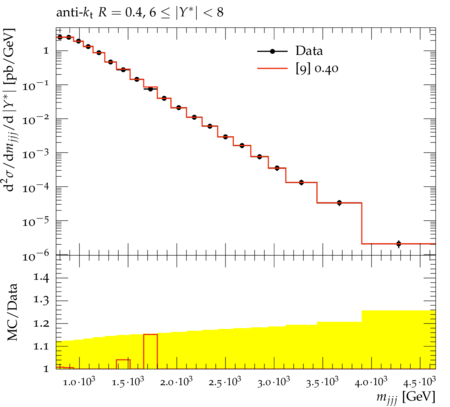 anti-kt R = 0.4, 6 ≤ |Y*| < 8
d²σ/dmjjj/d |Y*| [pb/GeV]
1
10⁻¹
10⁻²
10⁻³
10⁻⁴
10⁻⁵
10⁻⁶
Data
[9] 0.40
MC/Data
1.4
1.3
1.2
1.1
1
1.0·10³ 1.5·10³ 2.0·10³ 2.5·10³ 3.0·10³ 3.5·10³ 4.0·10³ 4.5·10³
mjjj [GeV]